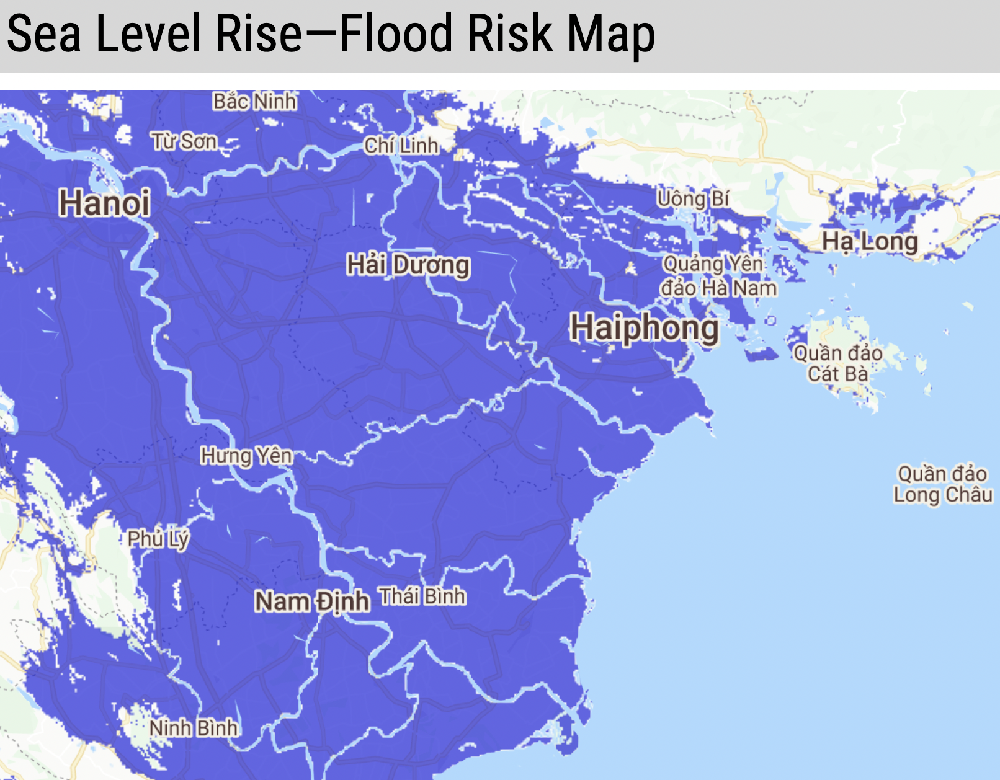 Sea Level Rise—Flood Risk Map
Bắc Ninh
Từ Sơn
Chí Linh
Hanoi
Uông Bí
Hạ Long
Hải Dương
Quảng Yên
đảo Hà Nam
Haiphong
Quần đảo
Cát Bà
Hưng Yên
Quần đảo
Long Châu
Phủ Lý
Nam Định
Thái Bình
Ninh Bình